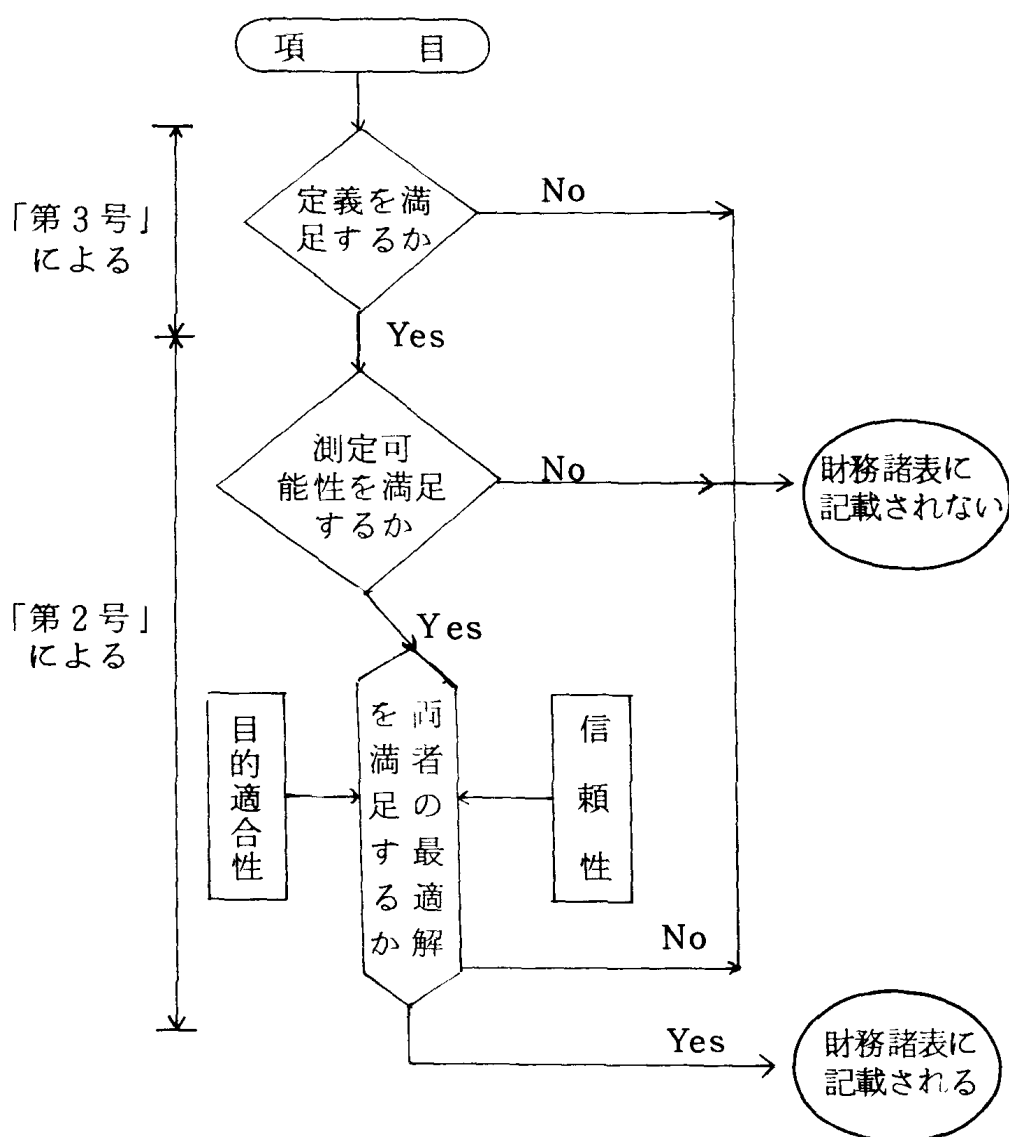 項 目
定義を満
足するか
No
「第3号」
による
Yes
測定可
能性を満足
するか
No
財務諸表に
記載されない
「第2号」
による
Yes
目的適合性
両者の最適解
を満足するか
信頼性
No
Yes
財務諸表に
記載される